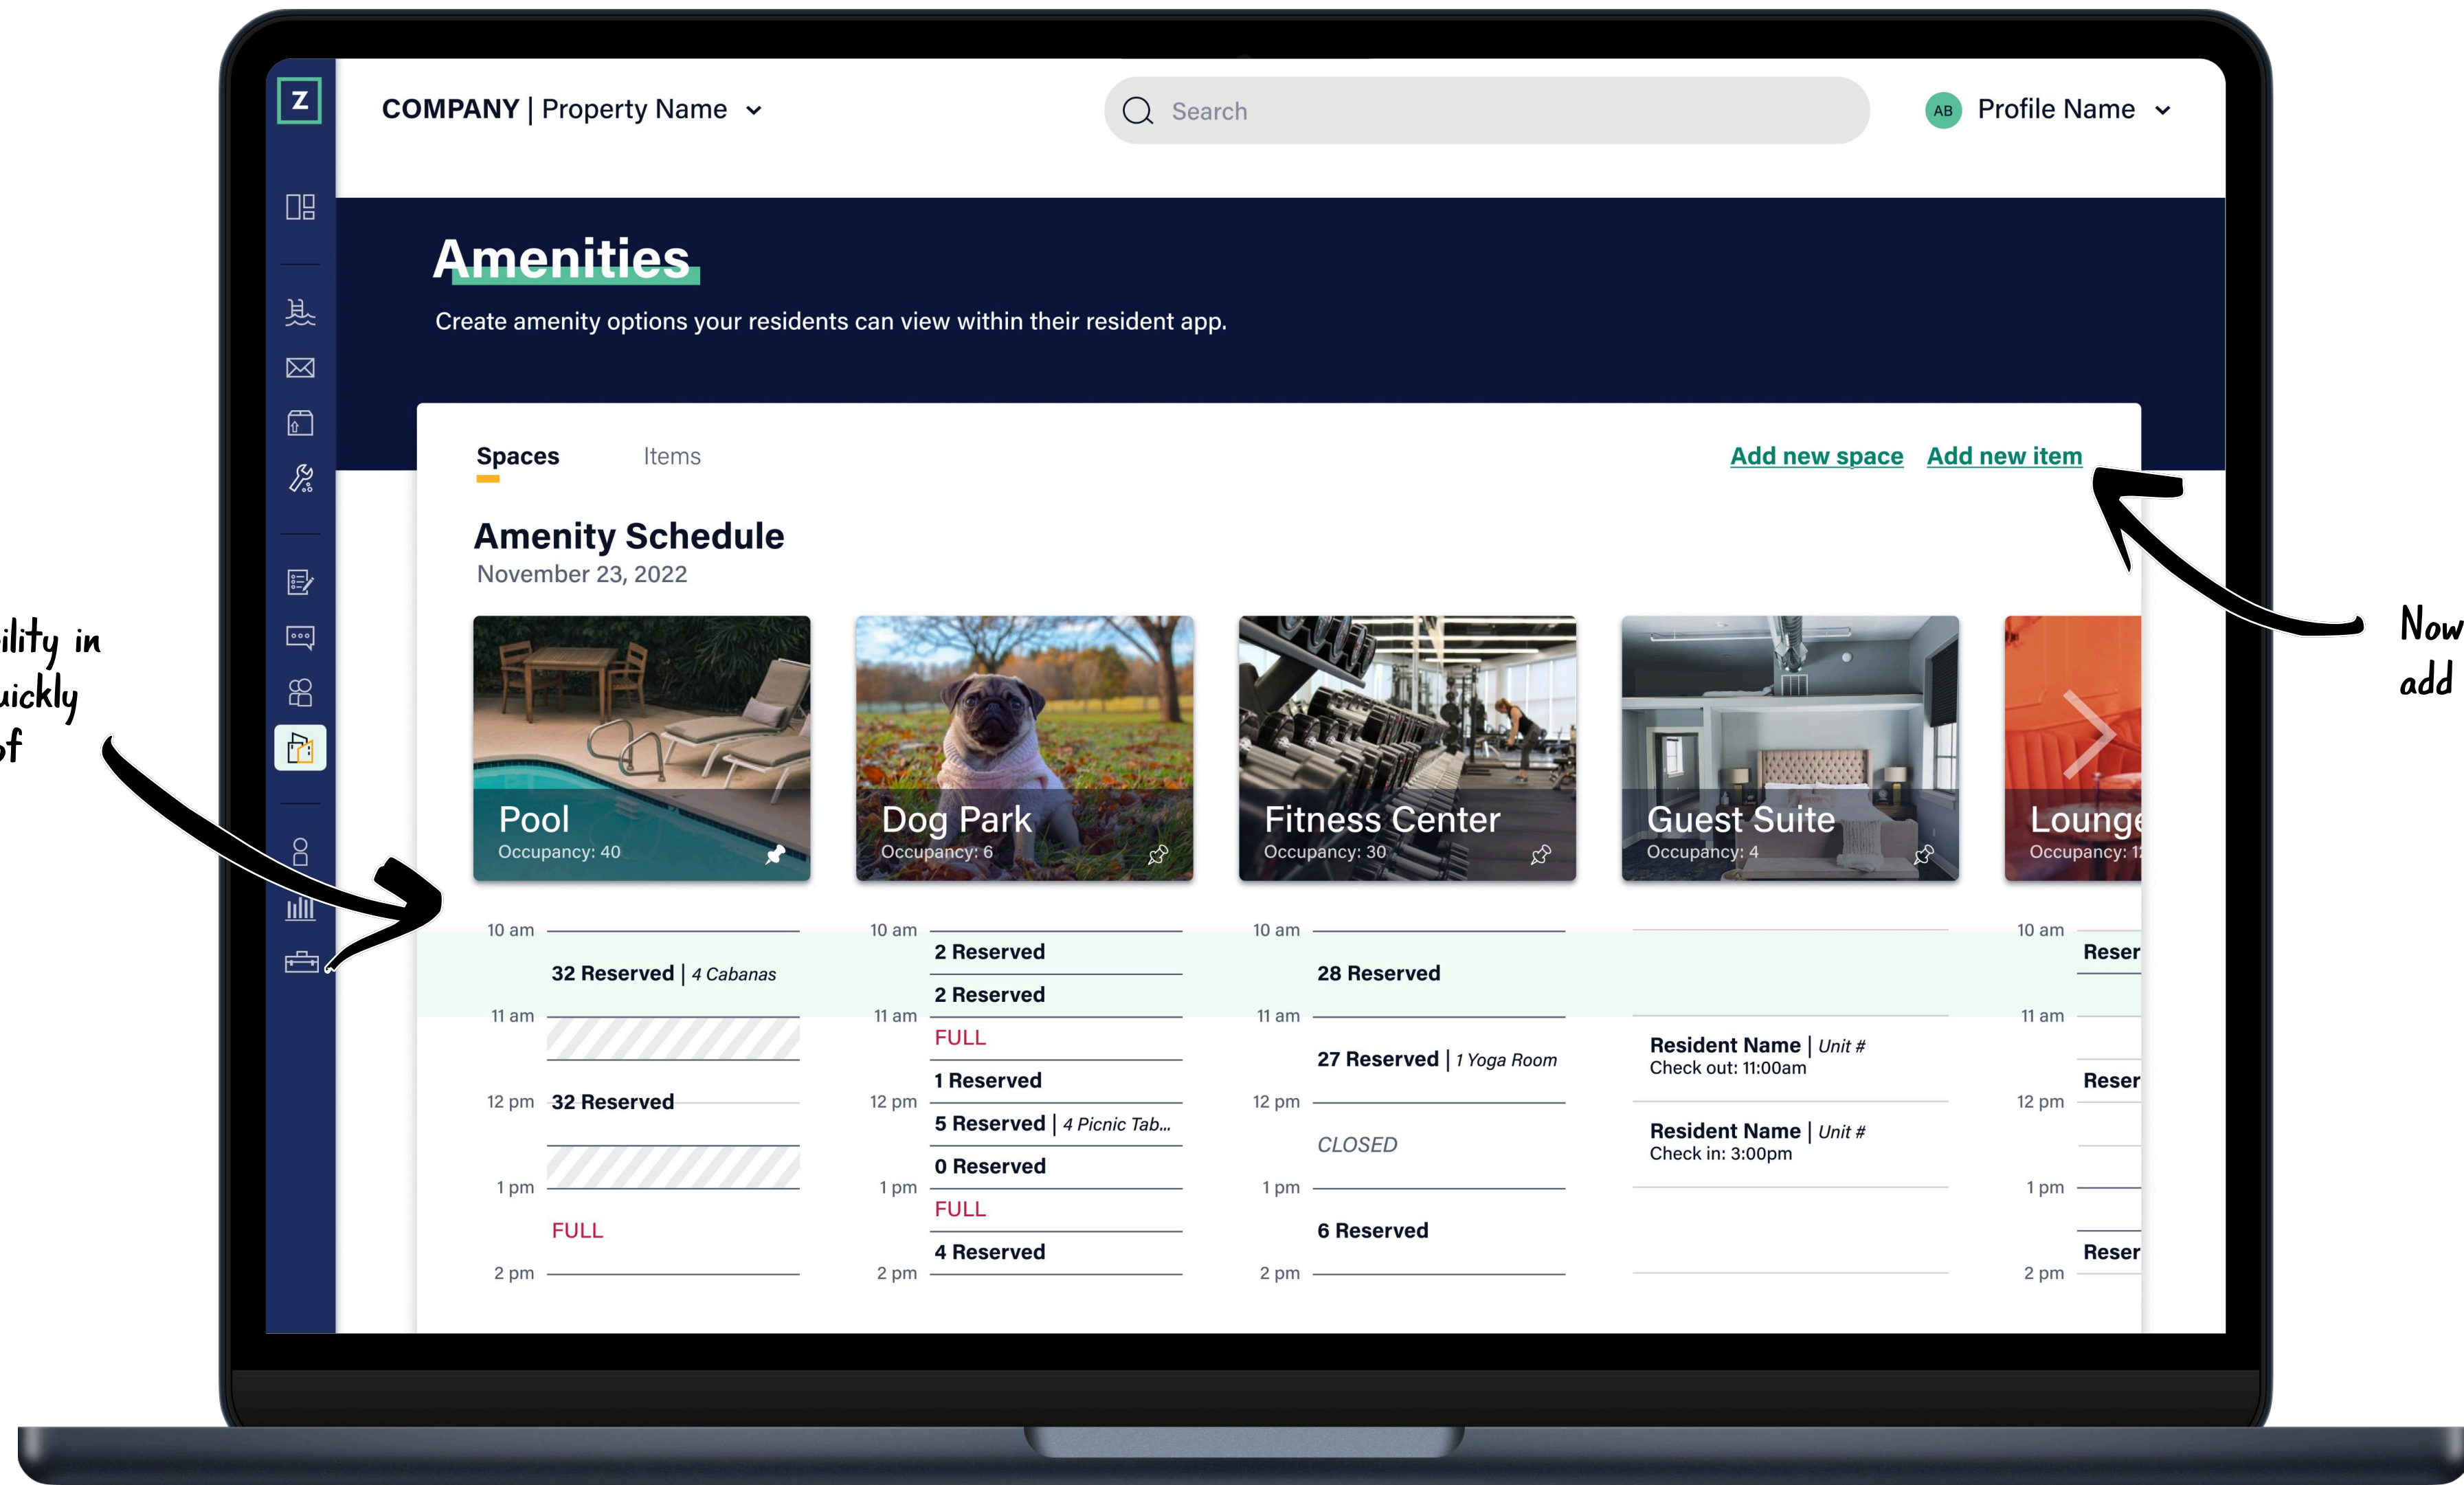 Z
COMPANY | Property Name
Search
AB
Profile Name
Amenities
Create amenity options your residents can view within their resident app.
Spaces
Items
Add new space
Add new item
Amenity Schedule
November 23, 2022
in
of
Now
add
Pool
Occupancy: 40
Dog Park
Occupancy: 6
Fitness Center
Occupancy: 30
Guest Suite
Occupancy: 4
Lounge
Occupancy:
10 am
32 Reserved | 4 Cabanas
11 am
12 pm
32 Reserved
1 pm
FULL
2 pm
10 am
2 Reserved
2 Reserved
11 am
FULL
1 Reserved
12 pm
5 Reserved | 4 Picnic Tab...
0 Reserved
1 pm
FULL
4 Reserved
2 pm
10 am
28 Reserved
11 am
27 Reserved | 1 Yoga Room
12 pm
CLOSED
1 pm
6 Reserved
2 pm
Resident Name | Unit #
Check out: 11:00am
Resident Name | Unit #
Check in: 3:00pm
10 am
Reser
11 am
Reser
12 pm
1 pm
Reser
2 pm